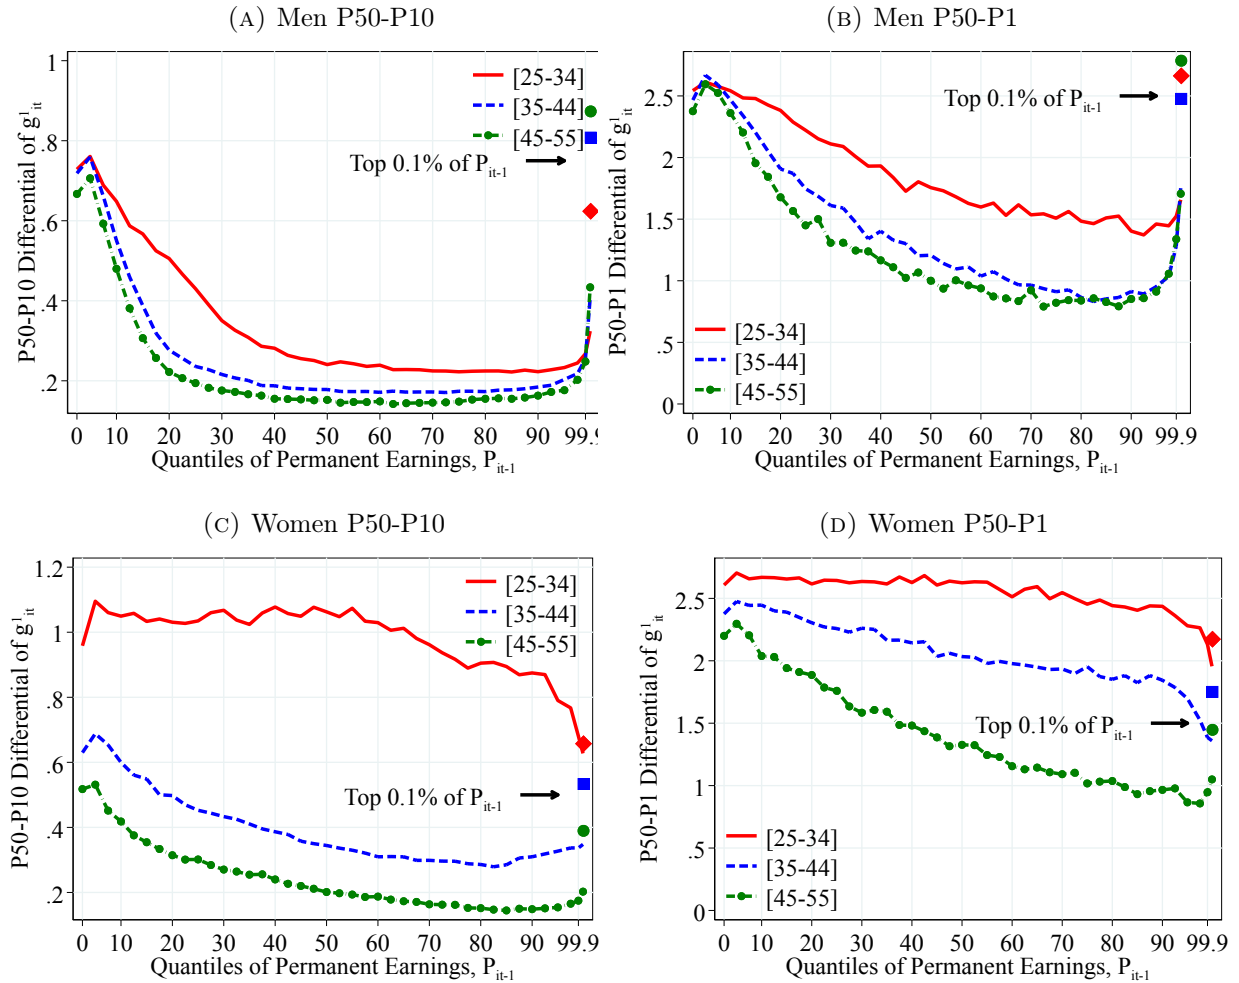 (A) Men P50-P10
P50-P10 Differential of g¹ᵢₜ
1
.8
.6
.4
.2
[25-34]
[35-44]
[45-55]
Top 0.1% of Pᵢₜ₋₁
0 10 20 30 40 50 60 70 80 90 99.9
Quantiles of Permanent Earnings, Pᵢₜ₋₁
(B) Men P50-P1
P50-P1 Differential of g¹ᵢₜ
2.5
2
1.5
1
.5
0
Top 0.1% of Pᵢₜ₋₁
[25-34]
[35-44]
[45-55]
0 10 20 30 40 50 60 70 80 90 99.9
Quantiles of Permanent Earnings, Pᵢₜ₋₁
(C) Women P50-P10
P50-P10 Differential of g¹ᵢₜ
1.2
1
.8
.6
.4
.2
[25-34]
[35-44]
[45-55]
Top 0.1% of Pᵢₜ₋₁
0 10 20 30 40 50 60 70 80 90 99.9
Quantiles of Permanent Earnings, Pᵢₜ₋₁
(D) Women P50-P1
P50-P1 Differential of g¹ᵢₜ
2.5
2
1.5
1
.5
0
Top 0.1% of Pᵢₜ₋₁
[25-34]
[35-44]
[45-55]
0 10 20 30 40 50 60 70 80 90 99.9
Quantiles of Permanent Earnings, Pᵢₜ₋₁